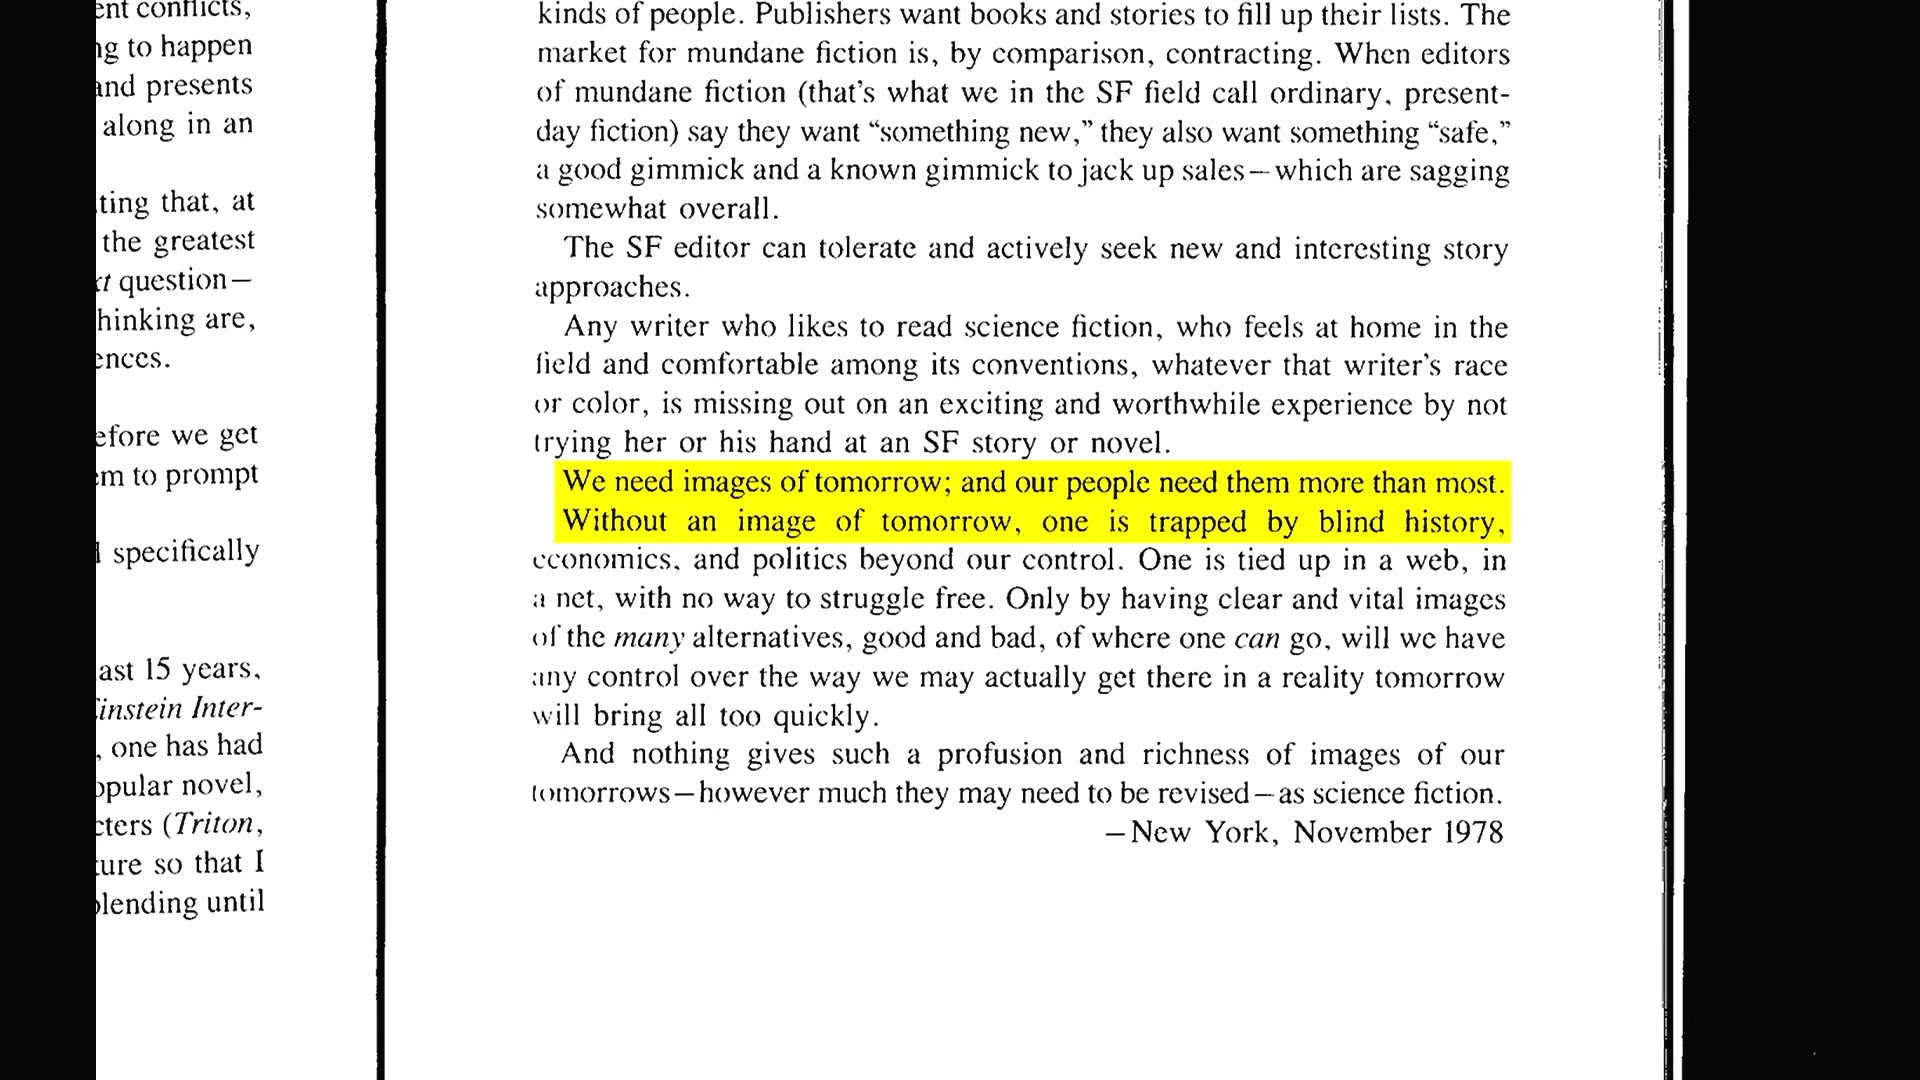 ent conflicts,
to happen
and presents
along in an
ting that, at
the greatest
question—
hinking are,
ences.
efore we get
em to prompt
specifically
ast 15 years,
Einstein Inter-
, one has had
opular novel,
cters (Triton,
ture so that I
blending until
kinds of people. Publishers want books and stories to fill up their lists. The
market for mundane fiction is, by comparison, contracting. When editors
of mundane fiction (that's what we in the SF field call ordinary, present-
day fiction) say they want “something new,” they also want something “safe,”
a good gimmick and a known gimmick to jack up sales—which are sagging
somewhat overall.
The SF editor can tolerate and actively seek new and interesting story
approaches.
Any writer who likes to read science fiction, who feels at home in the
field and comfortable among its conventions, whatever that writer's race
or color, is missing out on an exciting and worthwhile experience by not
trying her or his hand at an SF story or novel.
We need images of tomorrow; and our people need them more than most.
Without an image of tomorrow, one is trapped by blind history,
economics, and politics beyond our control. One is tied up in a web, in
a net, with no way to struggle free. Only by having clear and vital images
of the many alternatives, good and bad, of where one can go, will we have
any control over the way we may actually get there in a reality tomorrow
will bring all too quickly.
And nothing gives such a profusion and richness of images of our
tomorrows—however much they may need to be revised—as science fiction.
—New York, November 1978